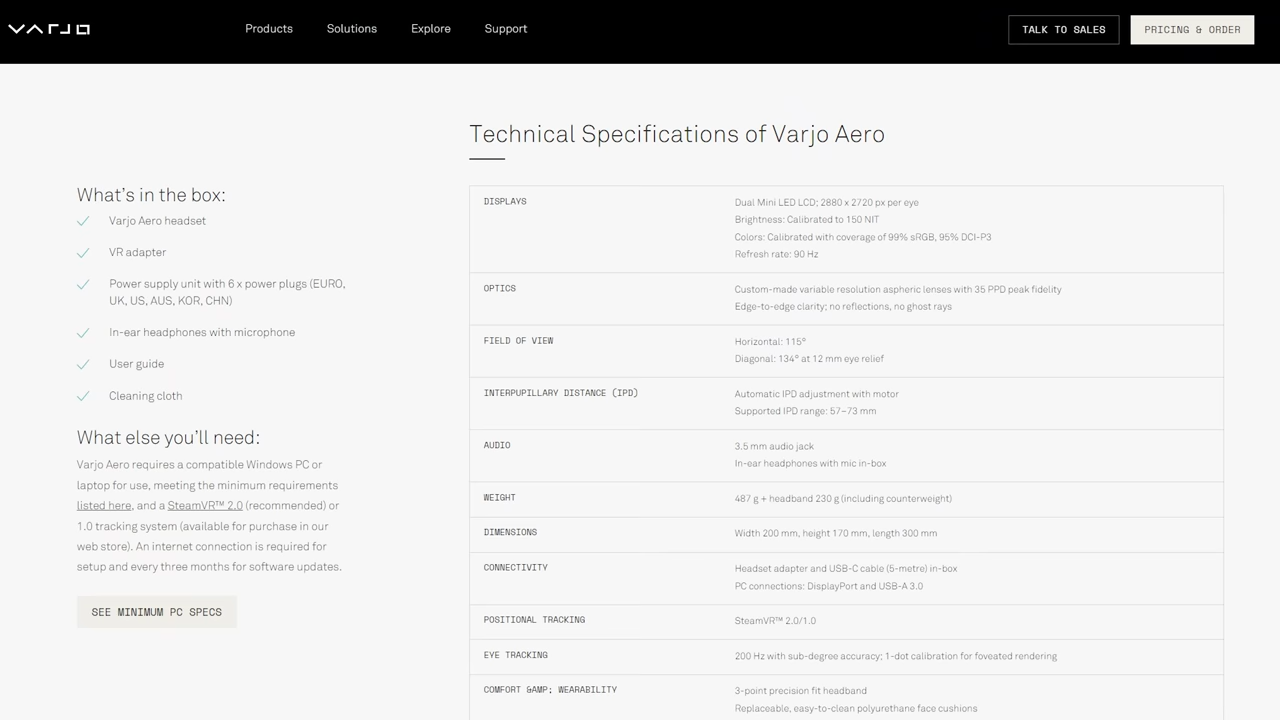 VARJO
Products
Solutions
Explore
Support
TALK TO SALES
PRICING & ORDER
What's in the box:
Varjo Aero headset
VR adapter
Power supply unit with 6 x power plugs (EURO,
UK, US, AUS, KOR, CHN)
In-ear headphones with microphone
User guide
Cleaning cloth
What else you'll need:
Varjo Aero requires a compatible Windows PC or
laptop for use, meeting the minimum requirements
listed here, and a SteamVR™ 2.0 (recommended) or
1.0 tracking system (available for purchase in our
web store). An internet connection is required for
setup and every three months for software updates.
SEE MINIMUM PC SPECS
Technical Specifications of Varjo Aero
DISPLAYS
Dual Mini LED LCD; 2880 x 2720 px per eye
Brightness: Calibrated to 150 NIT
Colors: Calibrated with coverage of 99% sRGB, 95% DCI-P3
Refresh rate: 90 Hz
OPTICS
Custom-made variable resolution aspheric lenses with 35 PPD peak fidelity
Edge-to-edge clarity; no reflections, no ghost rays
FIELD OF VIEW
Horizontal: 115°
Diagonal: 134° at 12 mm eye relief
INTERPUPILLARY DISTANCE (IPD)
Automatic IPD adjustment with motor
Supported IPD range: 57–73 mm
AUDIO
3.5 mm audio jack
In-ear headphones with mic in-box
WEIGHT
487 g + headband 230 g (including counterweight)
DIMENSIONS
Width 200 mm, height 170 mm, length 300 mm
CONNECTIVITY
Headset adapter and USB-C cable (5-metre) in-box
PC connections: DisplayPort and USB-A 3.0
POSITIONAL TRACKING
SteamVR™ 2.0/1.0
EYE TRACKING
200 Hz with sub-degree accuracy; 1-dot calibration for foveated rendering
COMFORT &AMP; WEARABILITY
3-point precision fit headband
Replaceable, easy-to-clean polyurethane face cushions